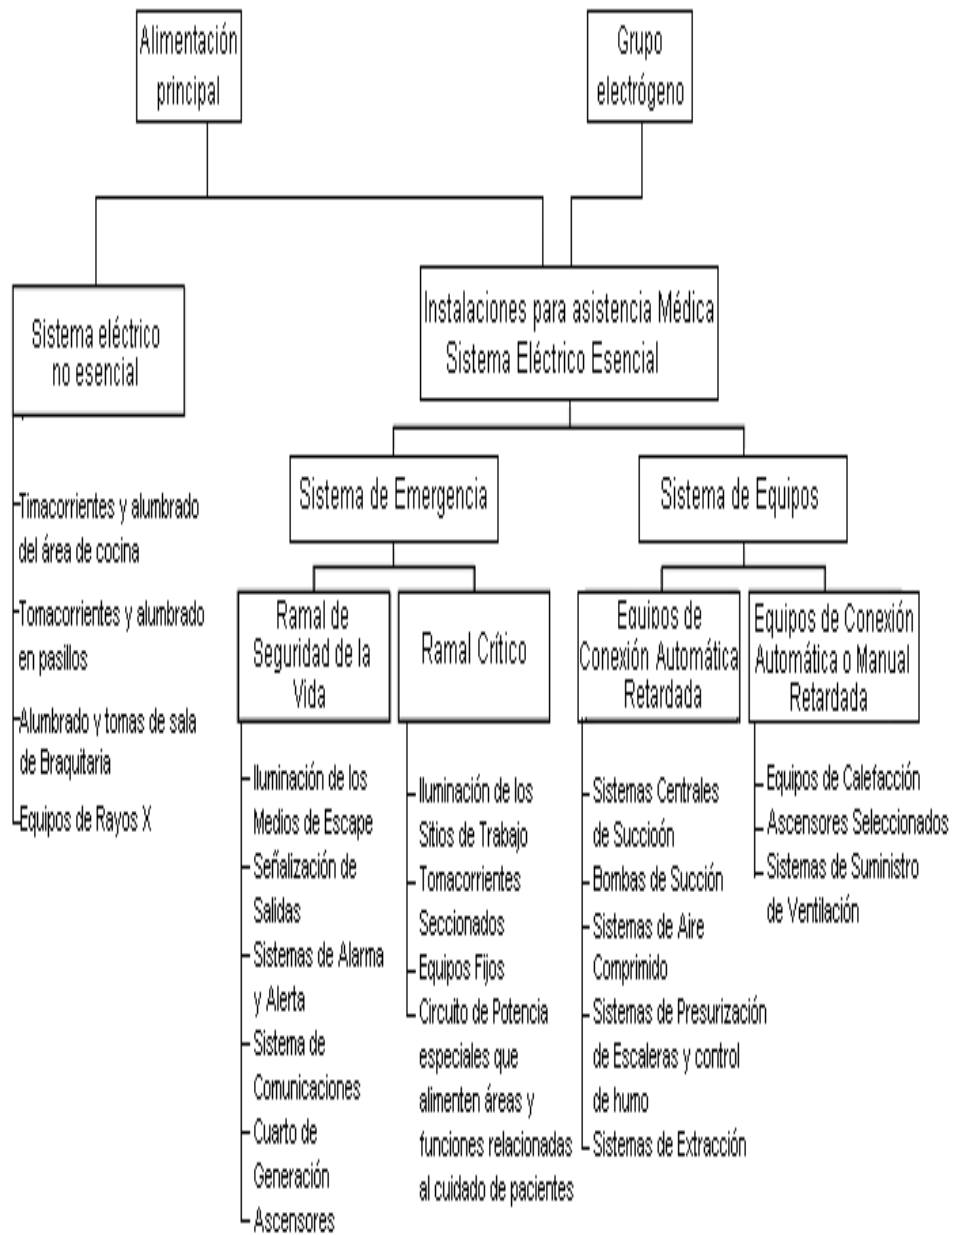 Alimentación
principal
Grupo
electrógeno
Sistema eléctrico
no esencial
Instalaciones para asistencia Médica
Sistema Eléctrico Esencial
Timacorrientes y alumbrado
del área de cocina
Tomacorrientes y alumbrado
en pasillos
Alumbrado y tomas de sala
de Braquitaria
Equipos de Rayos X
Sistema de Emergencia
Sistema de Equipos
Ramal de
Seguridad de la
Vida
Ramal Crítico
Equipos de
Conexión Automática
Retardada
Equipos de Conexión
Automática o Manual
Retardada
Iluminación de los
Medios de Escape
Señalización de
Salidas
Sistemas de Alarma
y Alerta
Sistema de
Comunicaciones
Cuarto de
Generación
Ascensores
Iluminación de los
Sitios de Trabajo
Tomacorrientes
Seccionados
Equipos Fijos
Circuito de Potencia
especiales que
alimenten áreas y
funciones relacionadas
al cuidado de pacientes
Sistemas Centrales
de Succioón
Bombas de Succión
Sistemas de Aire
Comprimido
Sistemas de Presurización
de Escaleras y control
de humo
Sistemas de Extracción
Equipos de Calefacción
Ascensores Seleccionados
Sistemas de Suministro
de Ventilación